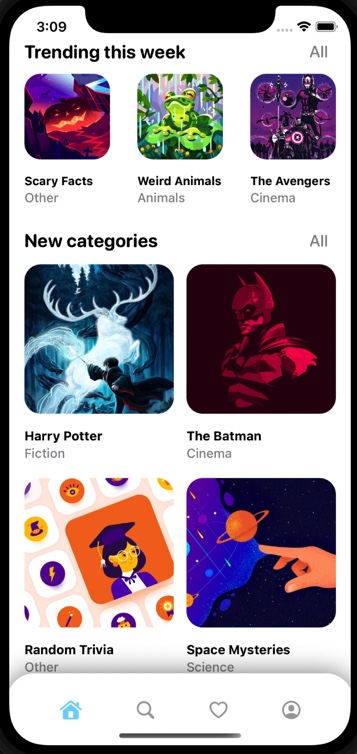 3:09
Trending this week All
Scary Facts Weird Animals The Avengers
Other Animals Cinema
New categories All
Harry Potter The Batman
Fiction Cinema
Random Trivia Space Mysteries
Other Science